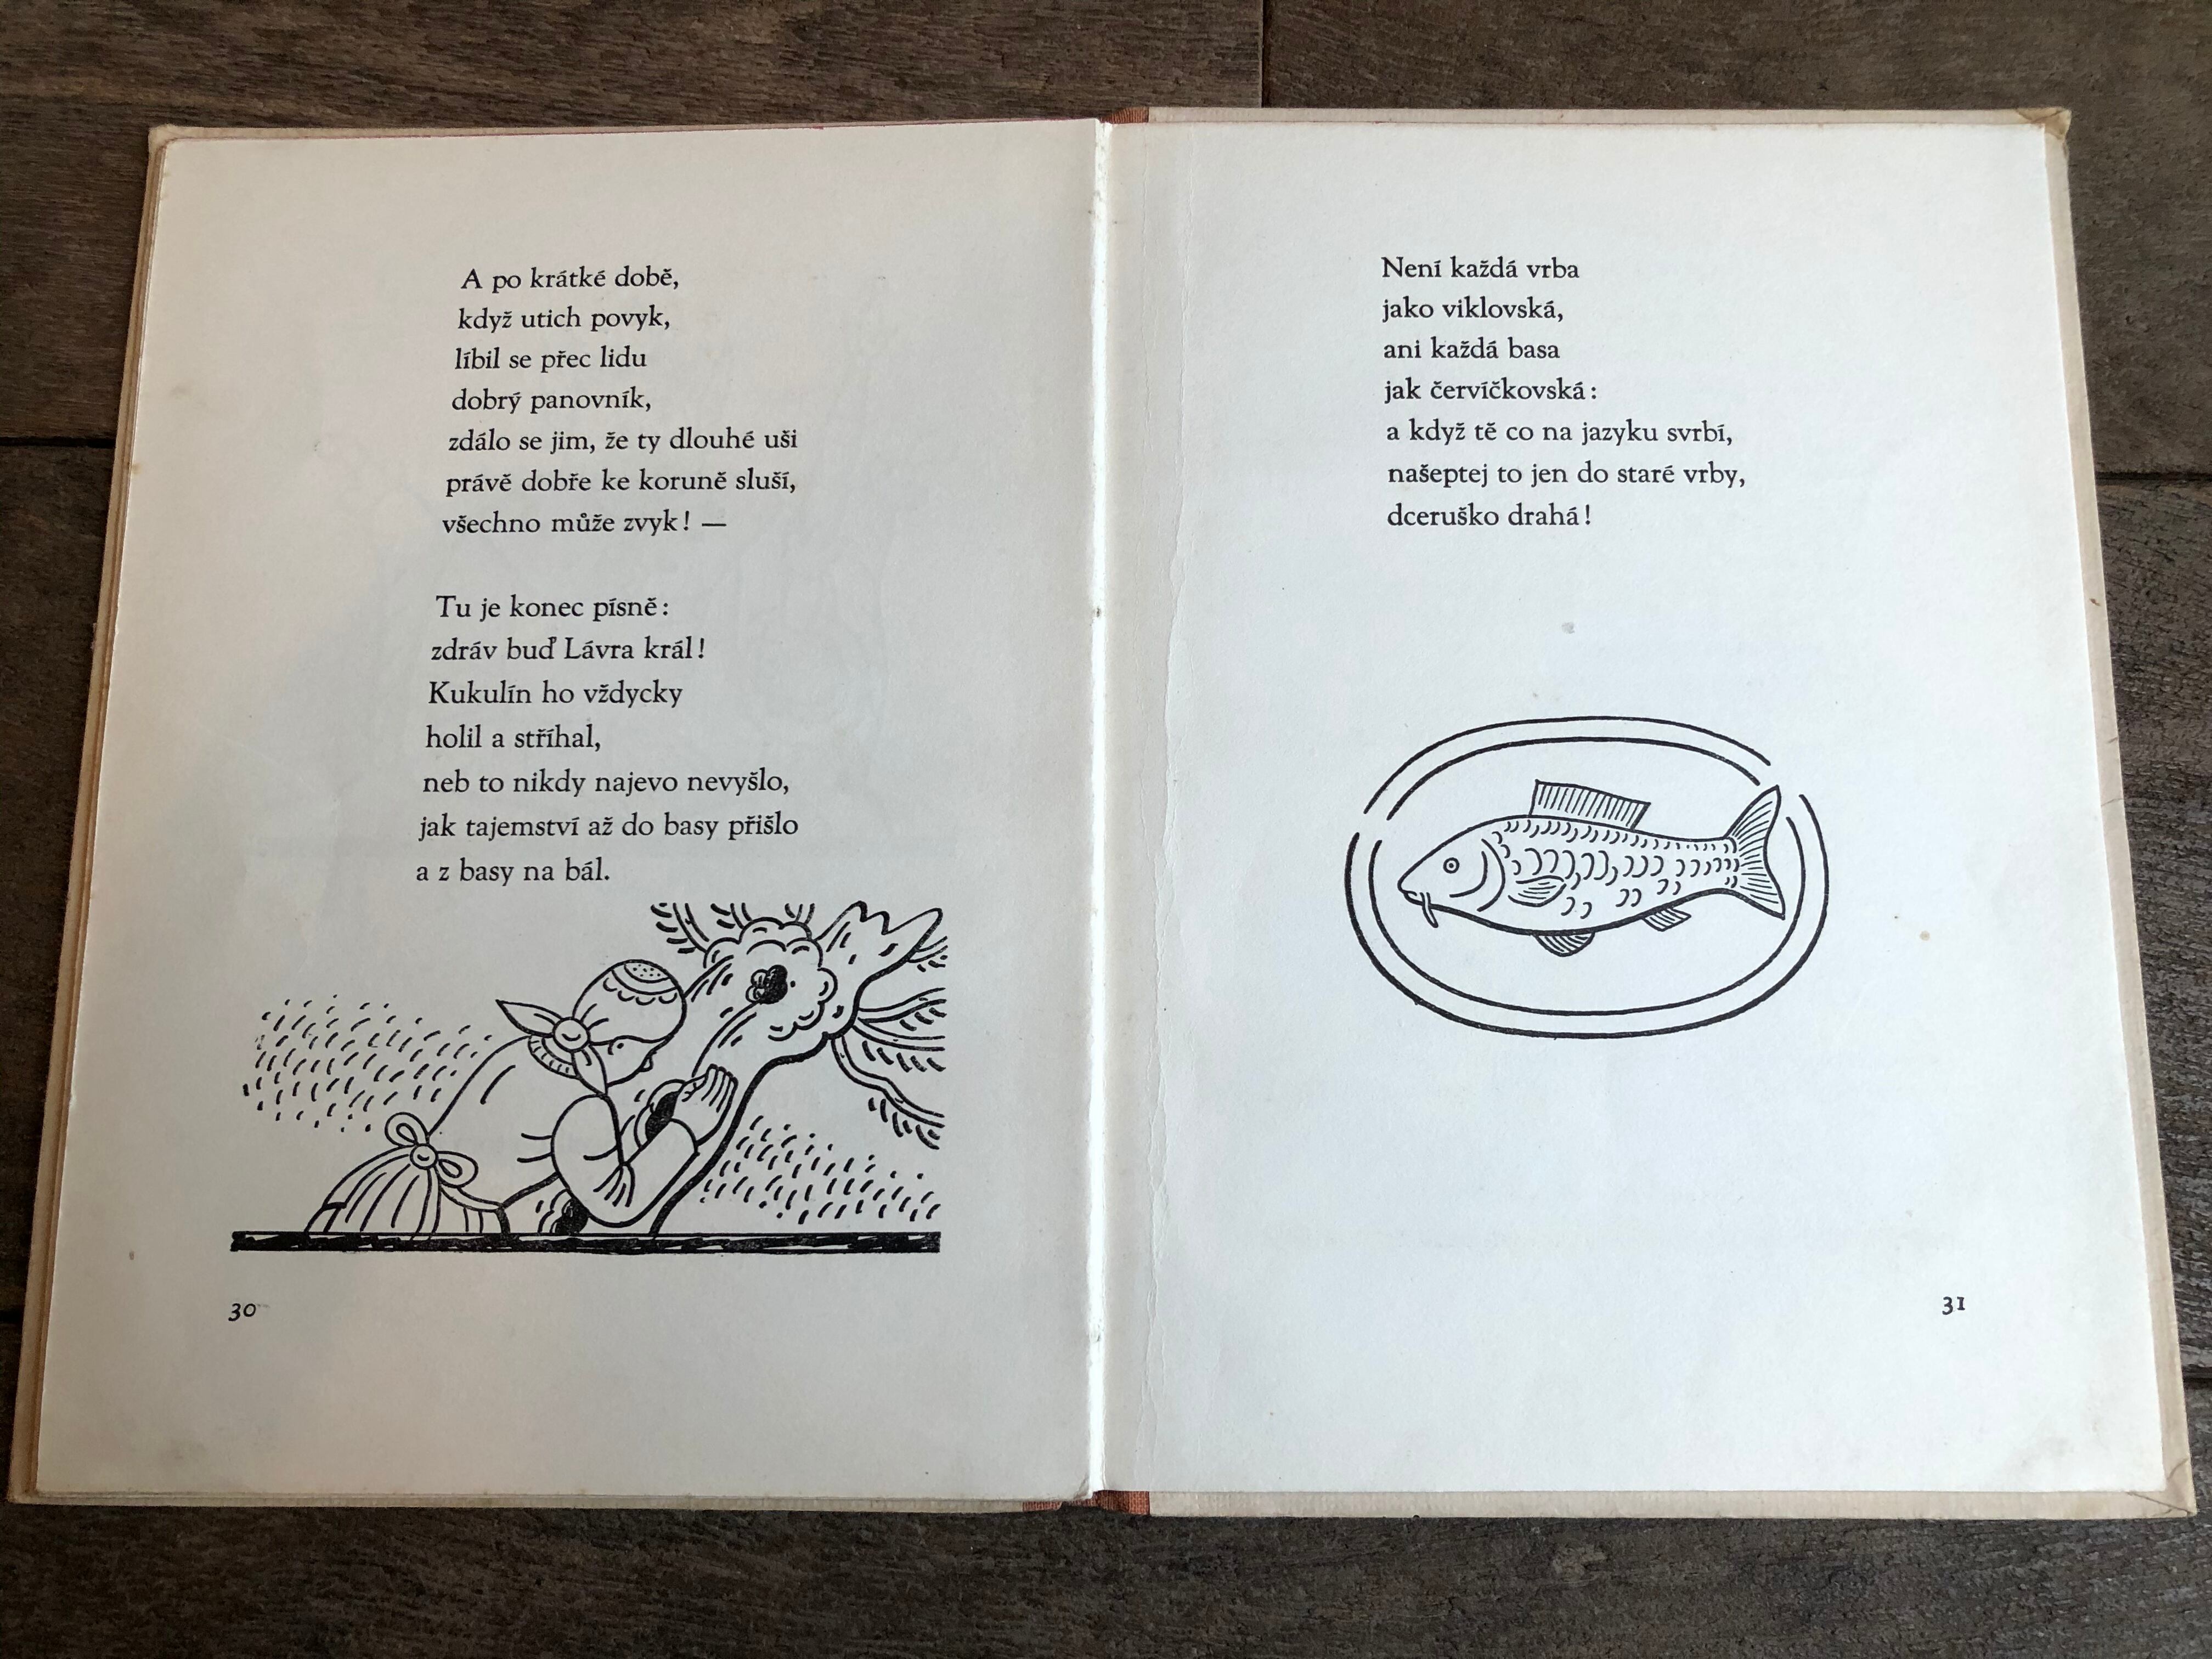 A po krátké době,
když utich povyk,
líbil se přec lidu
dobrý panovník,
zdálo se jim, že ty dlouhé uši
právě dobře ke koruně sluší,
všechno může zvyk! —
Tu je konec písně:
zdráv buď Lávra král!
Kukulín ho vždycky
holil a stříhal,
neb to nikdy najevo nevyšlo,
jak tajemství až do basy přišlo
a z basy na bál.
30
Není každá vrba
jako viklovská,
ani každá basa
jak červíčkovská:
a když tě co na jazyku svrbí,
našeptej to jen do staré vrby,
dceruško drahá!
31